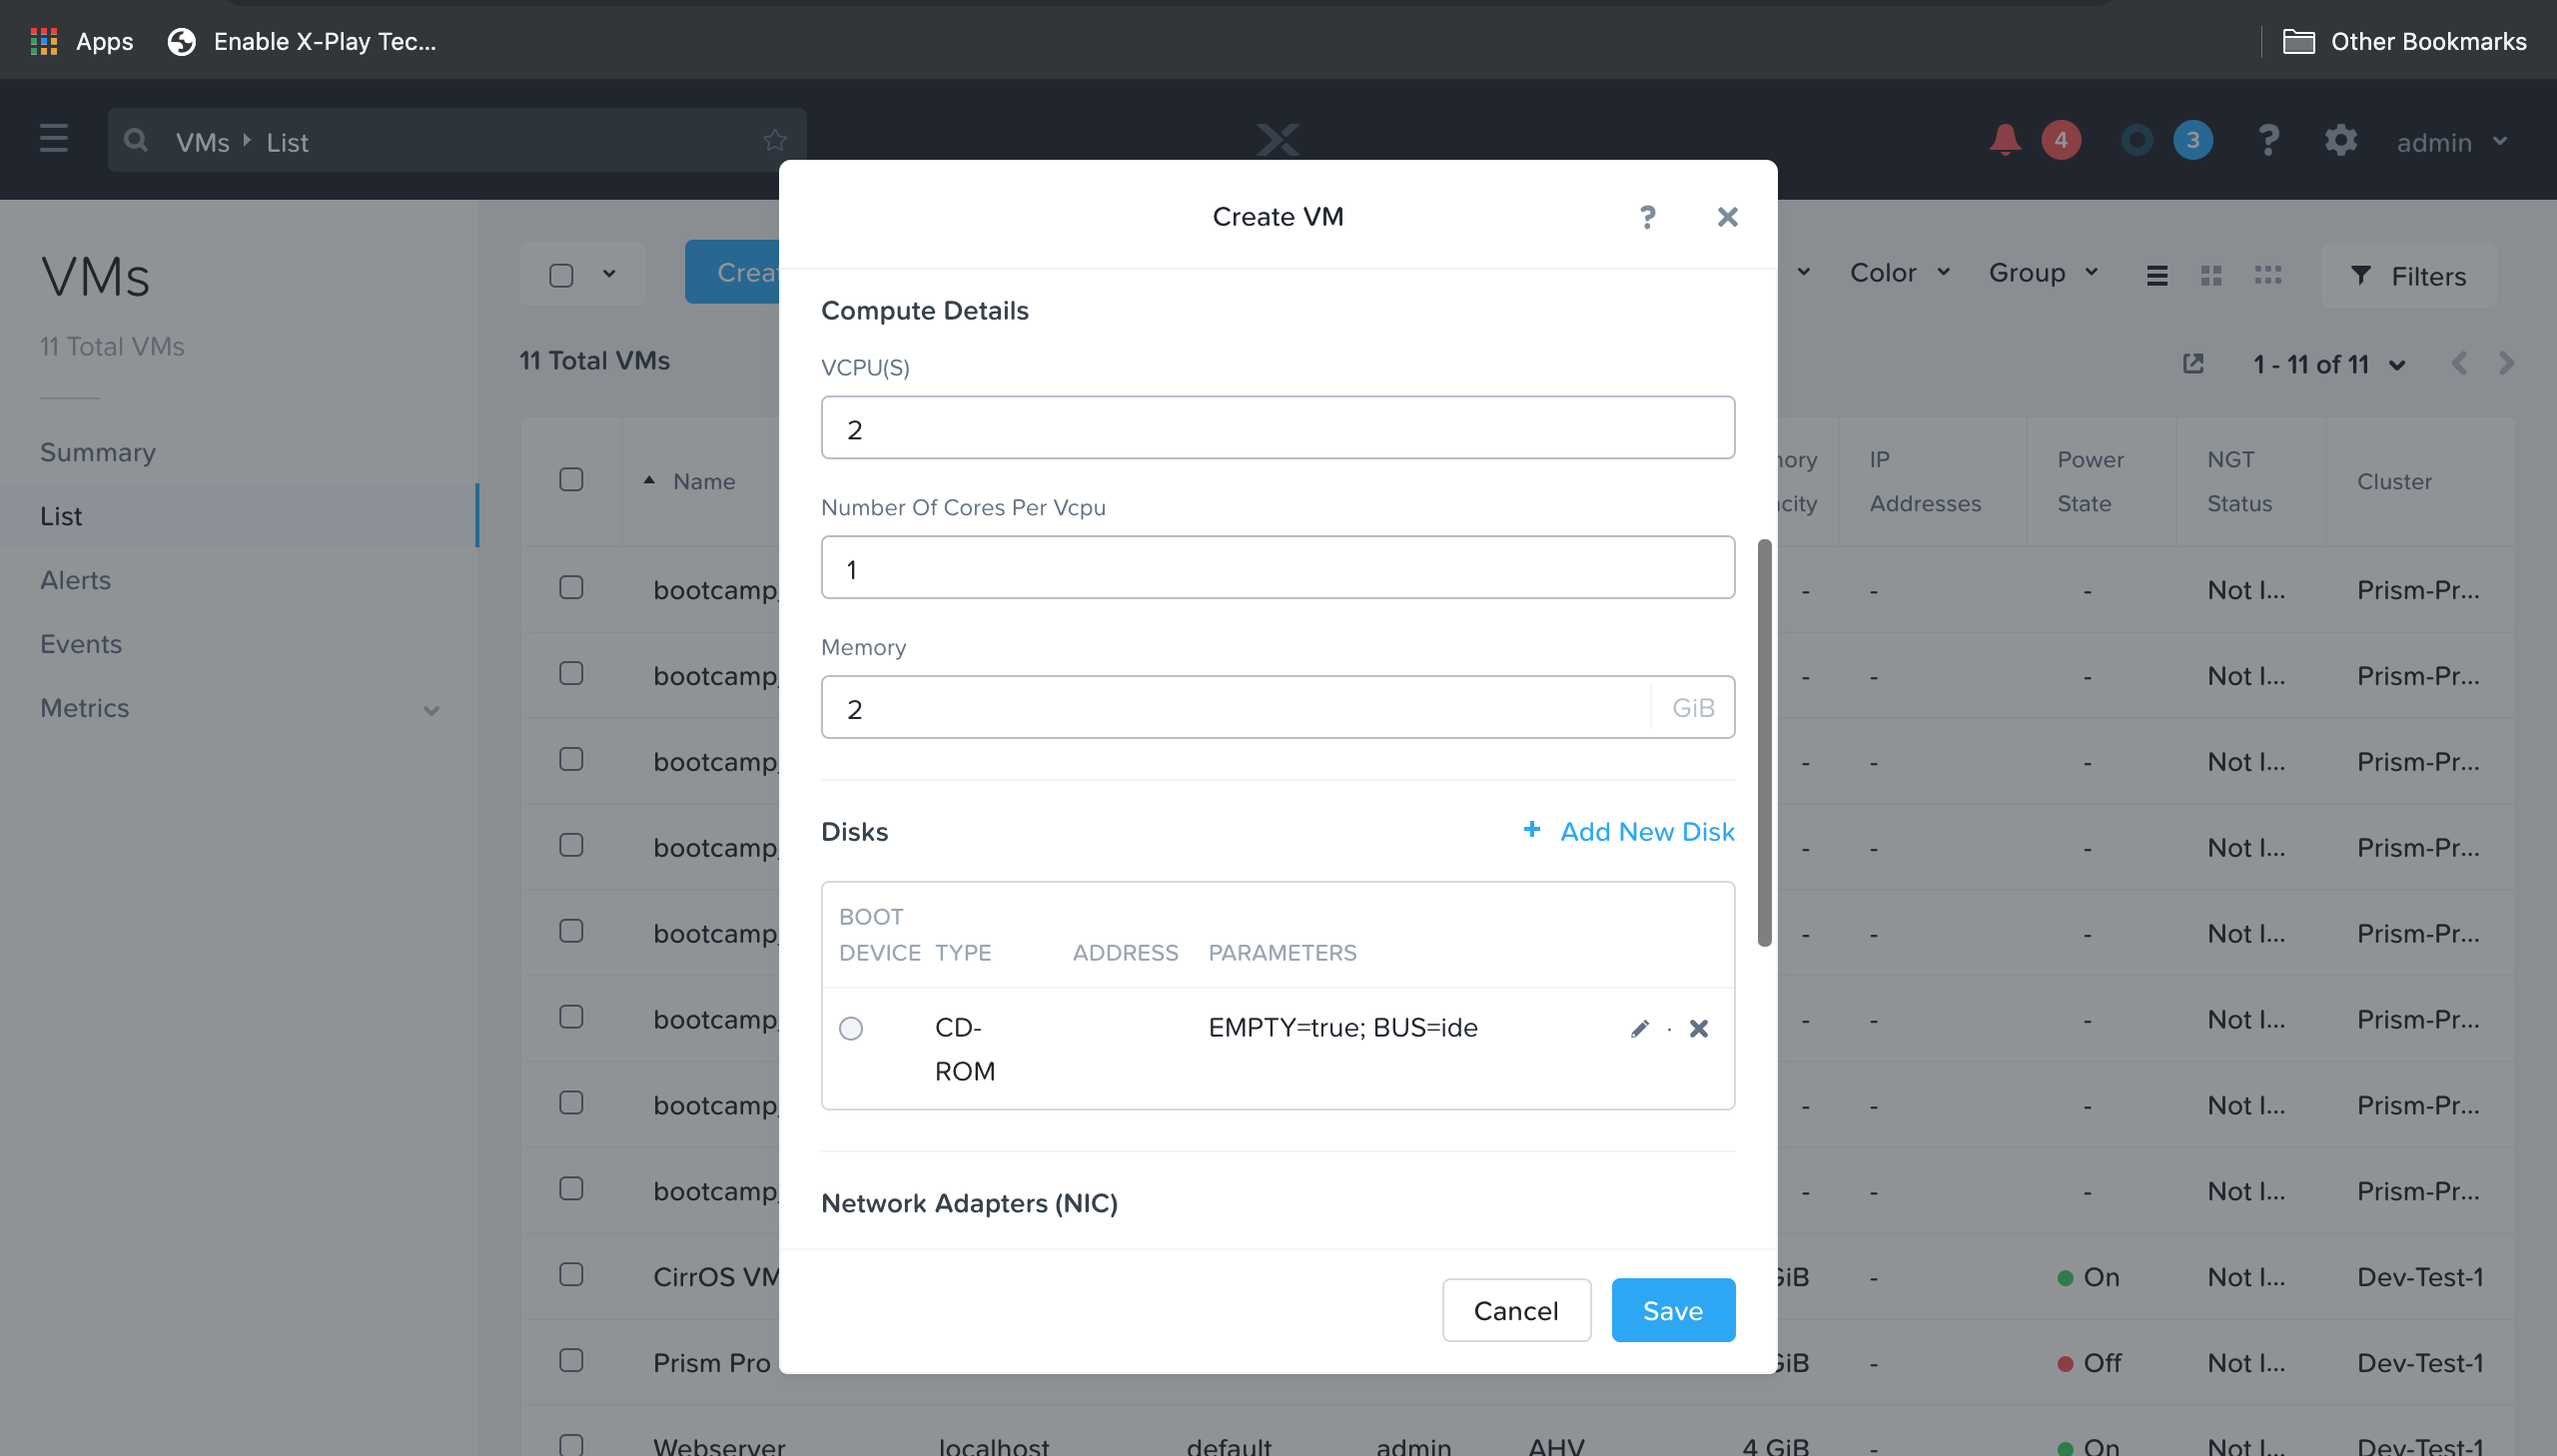 Apps
Enable X-Play Tec...
Other Bookmarks
VMs
List
4
3
?
admin
Create VM
?
VMs
11 Total VMs
Summary
List
Alerts
Events
Metrics
Color
Group
Filters
11 Total VMs
1 - 11 of 11
Name
IP
Addresses
Power
State
NGT
Status
Cluster
Compute Details
VCPU(S)
2
Number Of Cores Per Vcpu
1
Memory
2
GiB
Disks
+ Add New Disk
BOOT
DEVICE TYPE ADDRESS PARAMETERS
CD-
ROM
EMPTY=true; BUS=ide
Network Adapters (NIC)
Cancel
Save
bootcamp - - - Not I... Prism-Pr...
bootcamp - - - Not I... Prism-Pr...
bootcamp - - - Not I... Prism-Pr...
bootcamp - - - Not I... Prism-Pr...
bootcamp - - - Not I... Prism-Pr...
bootcamp - - - Not I... Prism-Pr...
bootcamp - - - Not I... Prism-Pr...
bootcamp - - - Not I... Prism-Pr...
CirrOS VM GiB - On Not I... Dev-Test-1
Prism Pro GiB - Off Not I... Dev-Test-1
Webserver localhost default admin AHV 4 GiB - On Not I... Dev-Test-1